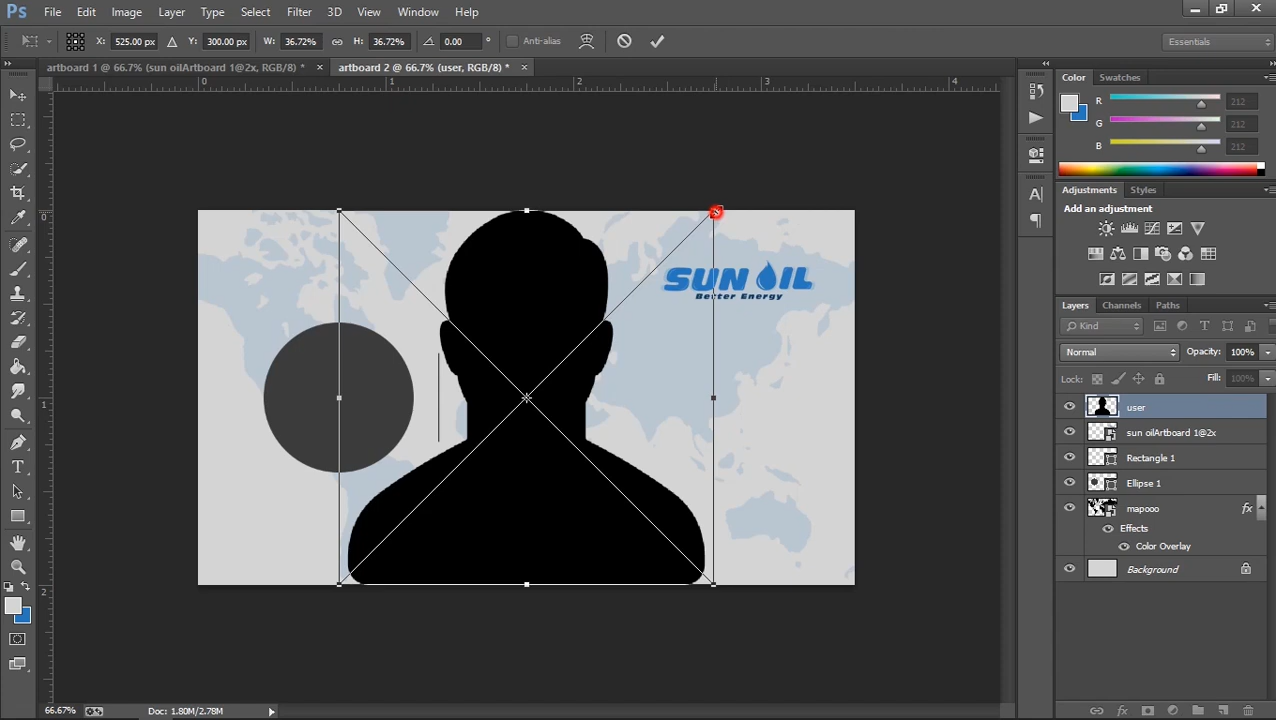 Ps File Edit Image Layer Type Select Filter 3D View Window Help
X: 525.00 px Y: 300.00 px W: 36.72% H: 36.72% 0.00 ° Anti-alias Essentials
artboard 1 @ 66.7% (sun oilArtboard 1@2x, RGB/8) * × artboard 2 @ 66.7% (user, RGB/8) * ×
0 1 2 3 4
0
1
2
SUN OIL
Better Energy
Color Swatches
R 212
G 212
B 212
Adjustments Styles
Add an adjustment
Layers Channels Paths
Kind
Normal Opacity: 100%
Lock: Fill: 100%
user
sun oilArtboard 1@2x
Rectangle 1
Ellipse 1
mapooo fx
Effects
Color Overlay
Background
66.67% Doc: 1.80M/2.78M